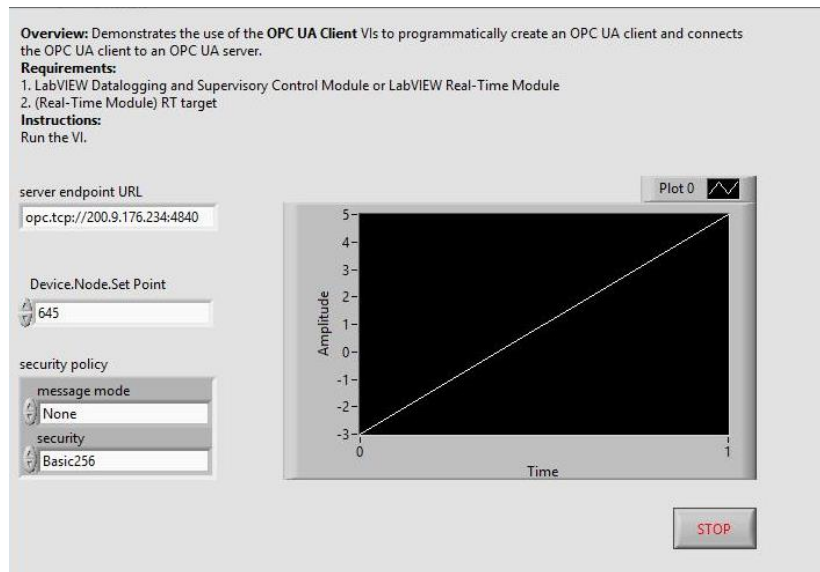 Overview: Demonstrates the use of the OPC UA Client VIs to programmatically create an OPC UA client and connects
the OPC UA client to an OPC UA server.
Requirements:
1. LabVIEW Datalogging and Supervisory Control Module or LabVIEW Real-Time Module
2. (Real-Time Module) RT target
Instructions:
Run the VI.
server endpoint URL
opc.tcp://200.9.176.234:4840
Device.Node.Set Point
645
security policy
message mode
None
security
Basic256
Plot 0
5
4
3
2
1
0
-1
-2
-3
Amplitude
0 1
Time
STOP